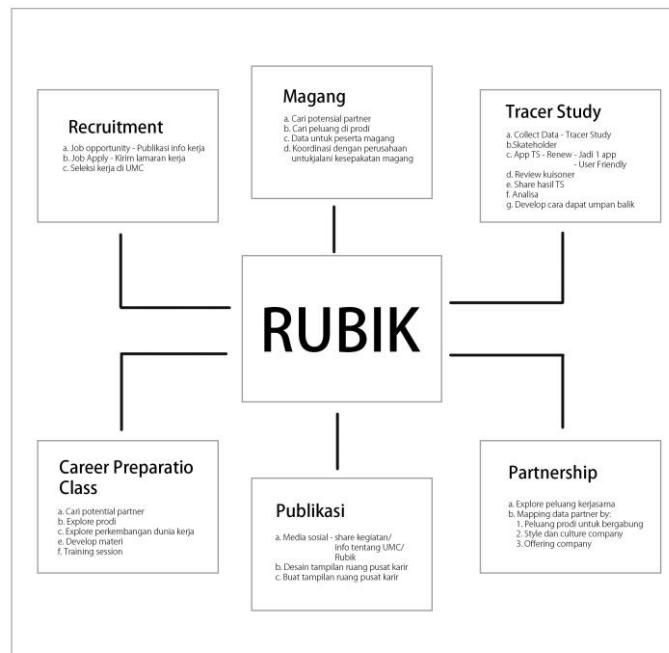 Recruitment
a. Job opportunity - Publikasi info kerja
b. Job Apply - Kirim lamaran kerja
c. Seleksi kerja di UMC
Magang
a. Cari potensial partner
b. Cari peluang di prodi
c. Data untuk peserta magang
d. Koordinasi dengan perusahaan
untukjalani kesepakatan magang
Tracer Study
a. Collect Data - Tracer Study
b.Skateholder
c. App TS - Renew - Jadi 1 app
- User Friendly
d. Review kuisoner
e. Share hasil TS
f. Analisa
g. Develop cara dapat umpan balik
RUBIK
Career Preparatio
Class
a. Cari potential partner
b. Explore prodi
c. Explore perkembangan dunia kerja
e. Develop materi
f. Training session
Publikasi
a. Media sosial - share kegiatan/
info tentang UMC/
Rubik
b. Desain tampilan ruang pusat karir
c. Buat tampilan ruang pusat karir
Partnership
a. Explore peluang kerjasama
b. Mapping data partner by:
1. Peluang prodi untuk bergabung
2. Style dan culture company
3. Offering company